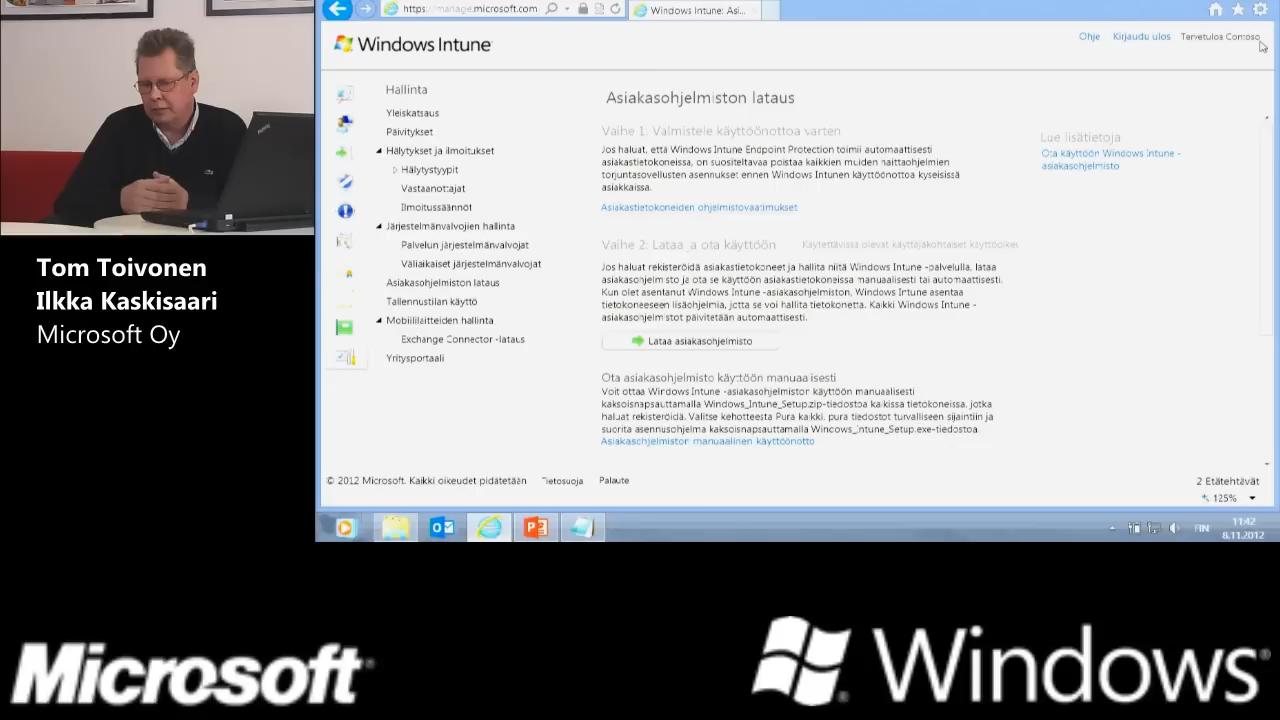 https://manage.microsoft.com
Windows Intune: Asi...
Windows Intune
Ohje
Kirjaudu ulos
Tervetuloa Contoso
Hallinta
Yleiskatsaus
Päivitykset
Hälytykset ja ilmoitukset
Hälytystyypit
Vastaanottajat
Ilmoitussäännöt
Järjestelmänvalvojien hallinta
Palvelun järjestelmänvalvojat
Väliaikaiset järjestelmänvalvojat
Asiakasohjelmiston lataus
Tallennustilan käyttö
Mobiililaitteiden hallinta
Exchange Connector -lataus
Yritysportaali
Asiakasohjelmiston lataus
Vaihe 1: Valmistele käyttöönottoa varten
Jos haluat, että Windows Intune Endpoint Protection toimii automaattisesti
asiakastietokoneissa, on suositeltavaa poistaa kaikkien muiden haittaohjelmien
torjuntasovellusten asennukset ennen Windows Intunen käyttöönottoa kyseisissä
asiakkaissa.
Asiakastietokoneiden ohjelmistovaatimukset
Vaihe 2: Lataa ja ota käyttöön
Käytettävissä olevat käyttäjäkohtaiset käyttöoikeu
Jos haluat rekisteröidä asiakastietokoneet ja hallita niitä Windows Intune -palvelulla, lataa
asiakasohjelmisto ja ota se käyttöön asiakastietokoneissa manuaalisesti tai automaattisesti.
Kun olet asentanut Windows Intune -asiakasohjelmiston, Windows Intune asentaa
tietokoneeseen lisäohjelmia, jotta se voi hallita tietokonetta. Kaikki Windows Intune -
asiakasohjelmistot päivitetään automaattisesti.
Lataa asiakasohjelmisto
Ota asiakasohjelmisto käyttöön manuaalisesti
Voit ottaa Windows Intune -asiakasohjelmiston käyttöön manuaalisesti
kaksoisnapsauttamalla Windows_Intune_Setup.zip-tiedostoa kaikissa tietokoneissa, jotka
haluat rekisteröidä. Valitse kehotteesta Pura kaikki, pura tiedostot turvalliseen sijaintiin ja
suorita asennusohjelma kaksoisnapsauttamalla Windows_Intune_Setup.exe-tiedostoa.
Asiakasohjelmiston manuaalinen käyttöönotto
Lue lisätietoja
Ota käyttöön Windows Intune -
asiakasohjelmisto
© 2012 Microsoft. Kaikki oikeudet pidätetään
Tietosuoja
Palaute
2 Etätehtävät
125%
FIN
11:42
8.11.2012
Tom Toivonen
Ilkka Kaskisaari
Microsoft Oy
Microsoft®
Windows®